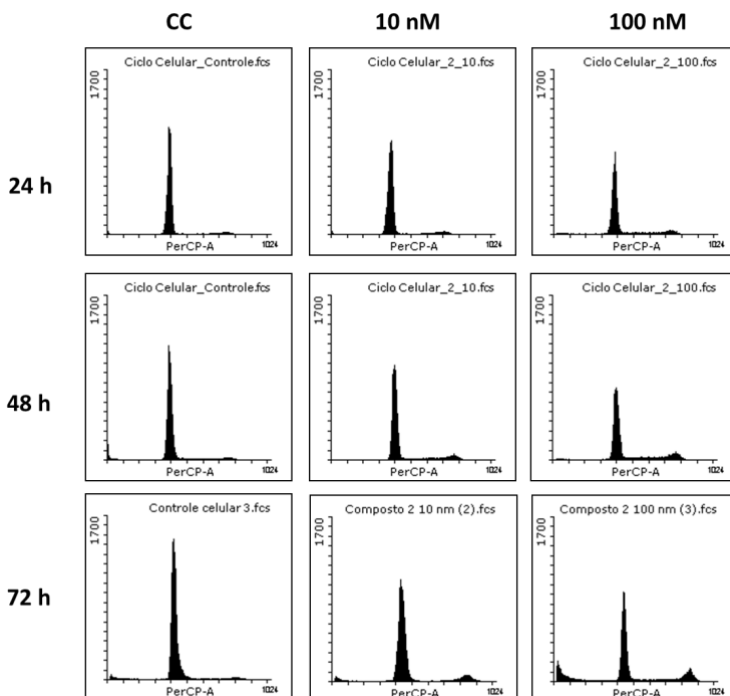 CC 10 nM 100 nM
24 h
Ciclo Celular_Controle.fcs
1700
PerCP-A
1024
Ciclo Celular_2_10.fcs
1700
PerCP-A
1024
Ciclo Celular_2_100.fcs
1700
PerCP-A
1024
48 h
Ciclo Celular_Controle.fcs
1700
PerCP-A
1024
Ciclo Celular_2_10.fcs
1700
PerCP-A
1024
Ciclo Celular_2_100.fcs
1700
PerCP-A
1024
72 h
Controle celular 3.fcs
1700
PerCP-A
1024
Composto 2 10 nm (2).fcs
1700
PerCP-A
1024
Composto 2 100 nm (3).fcs
1700
PerCP-A
1024